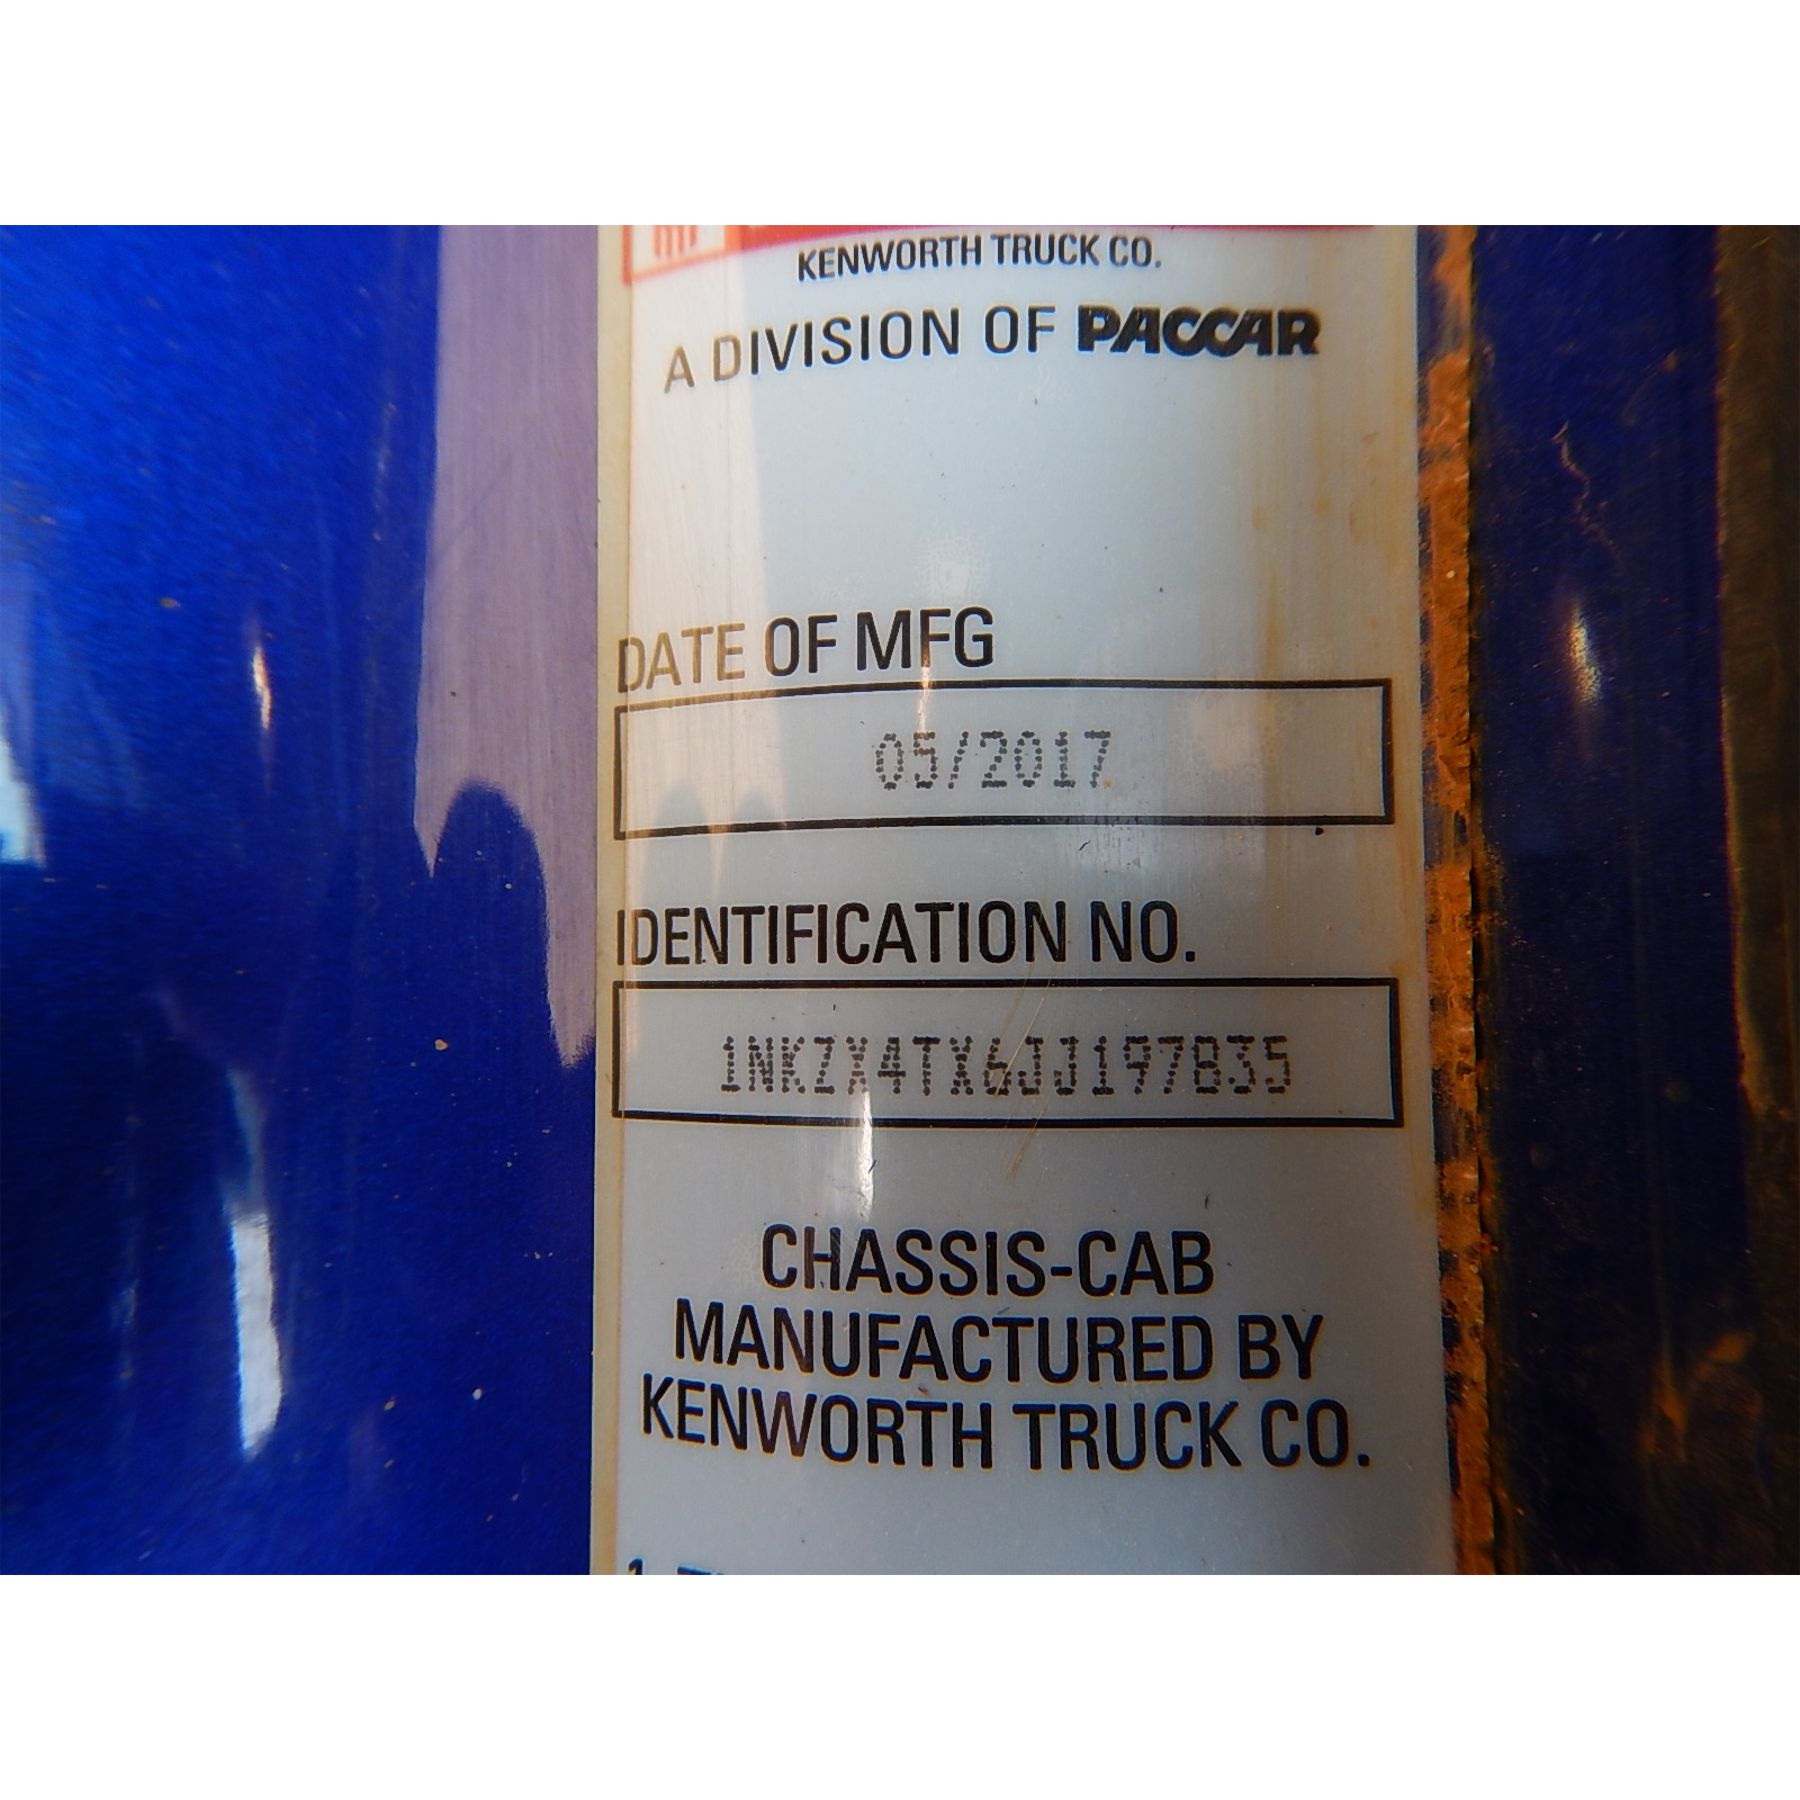 KENWORTH TRUCK CO.
A DIVISION OF PACCAR
DATE OF MFG
05/2017
IDENTIFICATION NO.
1NKZX4TX6JJ197835
CHASSIS-CAB
MANUFACTURED BY
KENWORTH TRUCK CO.
1